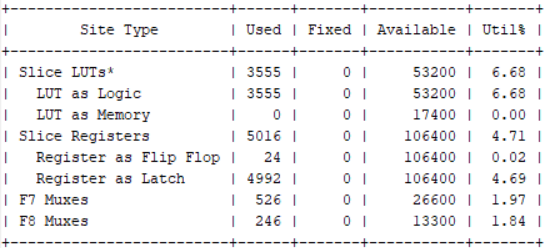 +----------------------------+------+-------+-----------+-------+
|          Site Type         | Used | Fixed | Available | Util% |
+----------------------------+------+-------+-----------+-------+
| Slice LUTs*                | 3555 |     0 |     53200 |  6.68 |
|   LUT as Logic             | 3555 |     0 |     53200 |  6.68 |
|   LUT as Memory            |    0 |     0 |     17400 |  0.00 |
| Slice Registers            | 5016 |     0 |    106400 |  4.71 |
|   Register as Flip Flop    |   24 |     0 |    106400 |  0.02 |
|   Register as Latch        | 4992 |     0 |    106400 |  4.69 |
| F7 Muxes                   |  526 |     0 |     26600 |  1.97 |
| F8 Muxes                   |  246 |     0 |     13300 |  1.84 |
+----------------------------+------+-------+-----------+-------+